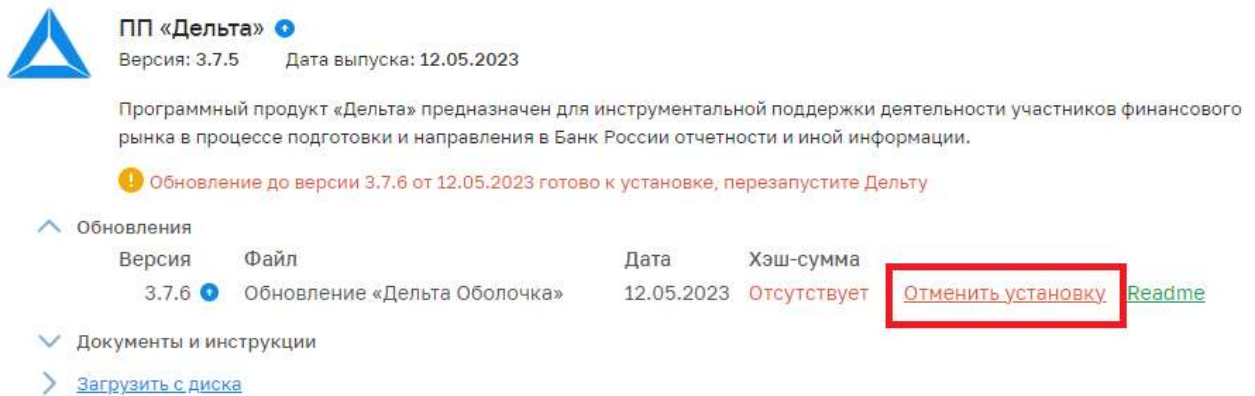 ПП «Дельта»
Версия: 3.7.5 Дата выпуска: 12.05.2023
Программный продукт «Дельта» предназначен для инструментальной поддержки деятельности участников финансового
рынка в процессе подготовки и направления в Банк России отчетности и иной информации.
Обновление до версии 3.7.6 от 12.05.2023 готово к установке, перезапустите Дельту
Обновления
Версия Файл Дата Хэш-сумма
3.7.6 Обновление «Дельта Оболочка» 12.05.2023 Отсутствует Отменить установку Readme
Документы и инструкции
Загрузить с диска